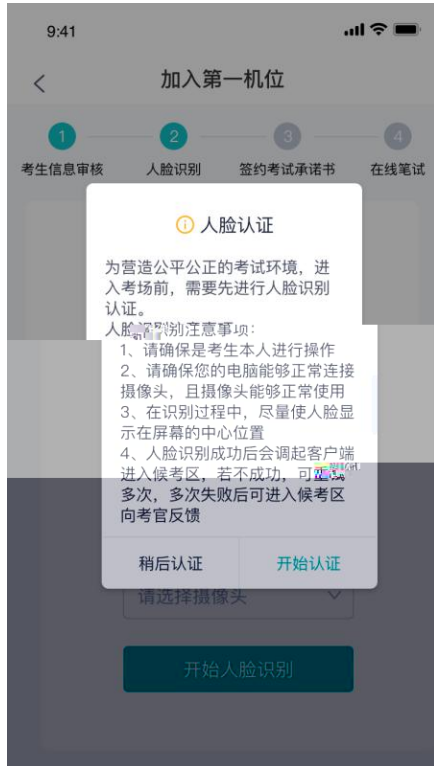 9:41
加入第一机位
1 2 3 4
考生信息审核 人脸识别 签约考试承诺书 在线笔试
人脸认证
为营造公平公正的考试环境，进
入考场前，需要先进行人脸识别
认证。
人脸识别注意事项：
1、请确保是考生本人进行操作
2、请确保您的电脑能够正常连接
摄像头，且摄像头能够正常使用
3、在识别过程中，尽量使人脸显
示在屏幕的中心位置
4、人脸识别成功后会调起客户端
进入候考区，若不成功，可
多次，多次失败后可进入候考区
向考官反馈
稍后认证 开始认证
请选择摄像头
开始人脸识别